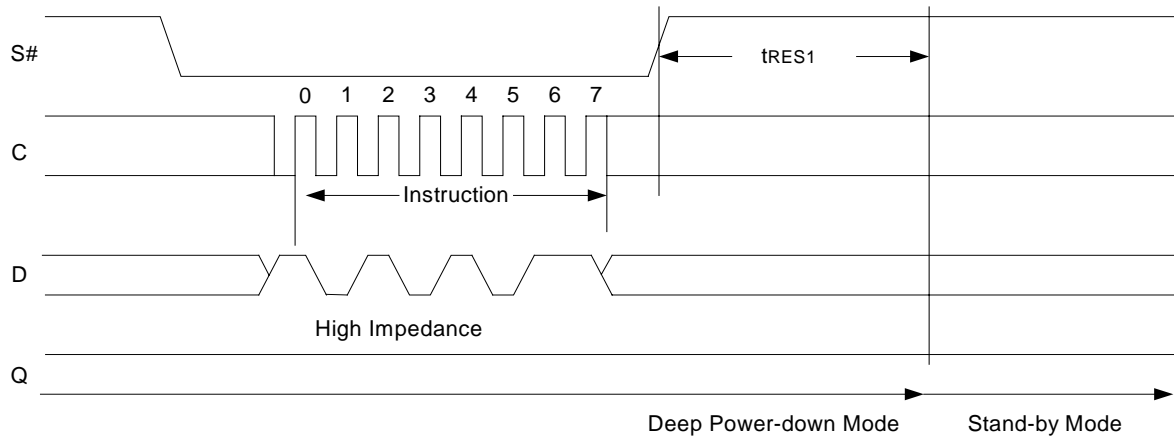 S#
tRES1
0 1 2 3 4 5 6 7
C
Instruction
D
High Impedance
Q
Deep Power-down Mode Stand-by Mode